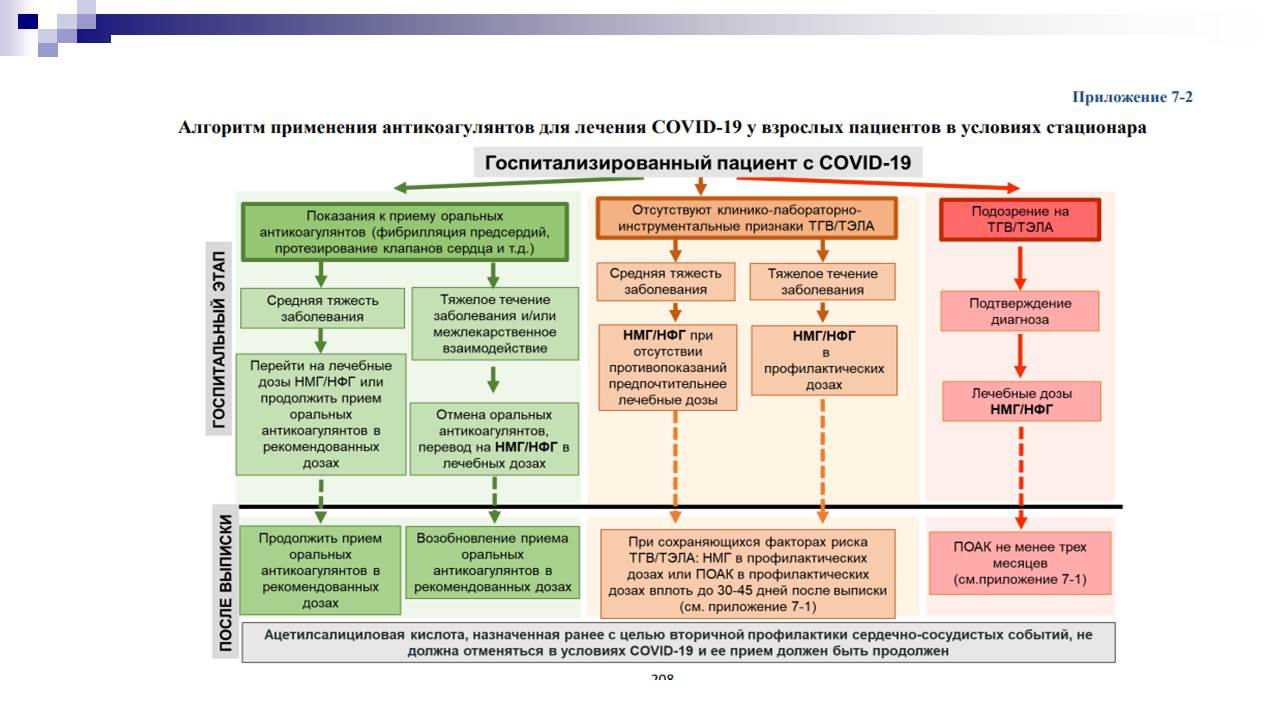 Приложение 7-2
Алгоритм применения антикоагулянтов для лечения COVID-19 у взрослых пациентов в условиях стационара
Госпитализированный пациент с COVID-19
ГОСПИТАЛЬНЫЙ ЭТАП
Показания к приему оральных
антикоагулянтов (фибрилляция предсердий,
протезирование клапанов сердца и т.д.)
Средняя тяжесть
заболевания
Перейти на лечебные
дозы НМГ/НФГ или
продолжить прием
оральных
антикоагулянтов в
рекомендованных
дозах
Тяжелое течение
заболевания и/или
межлекарственное
взаимодействие
Отмена оральных
антикоагулянтов,
перевод на НМГ/НФГ в
лечебных дозах
Отсутствуют клинико-лабораторно-
инструментальные признаки ТГВ/ТЭЛА
Средняя тяжесть
заболевания
НМГ/НФГ при
отсутствии
противопоказаний
предпочтительнее
лечебные дозы
Тяжелое течение
заболевания
НМГ/НФГ
в
профилактических
дозах
Подозрение на
ТГВ/ТЭЛА
Подтверждение
диагноза
Лечебные дозы
НМГ/НФГ
ПОСЛЕ ВЫПИСКИ
Продолжить прием
оральных
антикоагулянтов в
рекомендованных
дозах
Возобновление приема
оральных
антикоагулянтов в
рекомендованных дозах
При сохраняющихся факторах риска
ТГВ/ТЭЛА: НМГ в профилактических
дозах или ПОАК в профилактических
дозах вплоть до 30-45 дней после выписки
(см. приложение 7-1)
ПОАК не менее трех
месяцев
(см.приложение 7-1)
Ацетилсалициловая кислота, назначенная ранее с целью вторичной профилактики сердечно-сосудистых событий, не
должна отменяться в условиях COVID-19 и ее прием должен быть продолжен
208